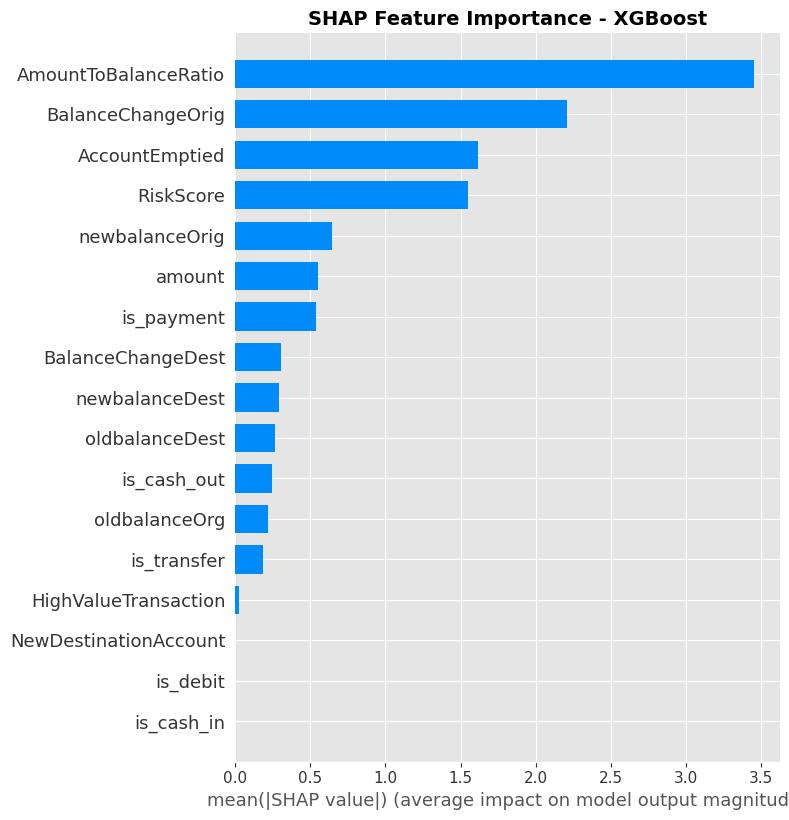 SHAP Feature Importance - XGBoost
AmountToBalanceRatio
BalanceChangeOrig
AccountEmptied
RiskScore
newbalanceOrig
amount
is_payment
BalanceChangeDest
newbalanceDest
oldbalanceDest
is_cash_out
oldbalanceOrg
is_transfer
HighValueTransaction
NewDestinationAccount
is_debit
is_cash_in
0.0 0.5 1.0 1.5 2.0 2.5 3.0 3.5
mean(|SHAP value|) (average impact on model output magnitud